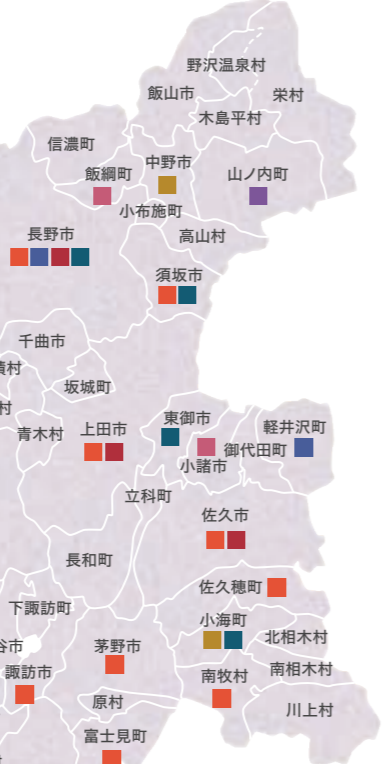 野沢温泉村
飯山市
栄村
木島平村
信濃町
中野市
飯綱町
山ノ内町
小布施町
長野市
高山村
須坂市
千曲市
坂城町
村
東御市
青木村
上田市
軽井沢町
御代田町
小諸市
立科町
佐久市
長和町
佐久穂町
下諏訪町
小海町
北相木村
谷市
茅野市
諏訪市
南牧村
南相木村
原村
川上村
富士見町